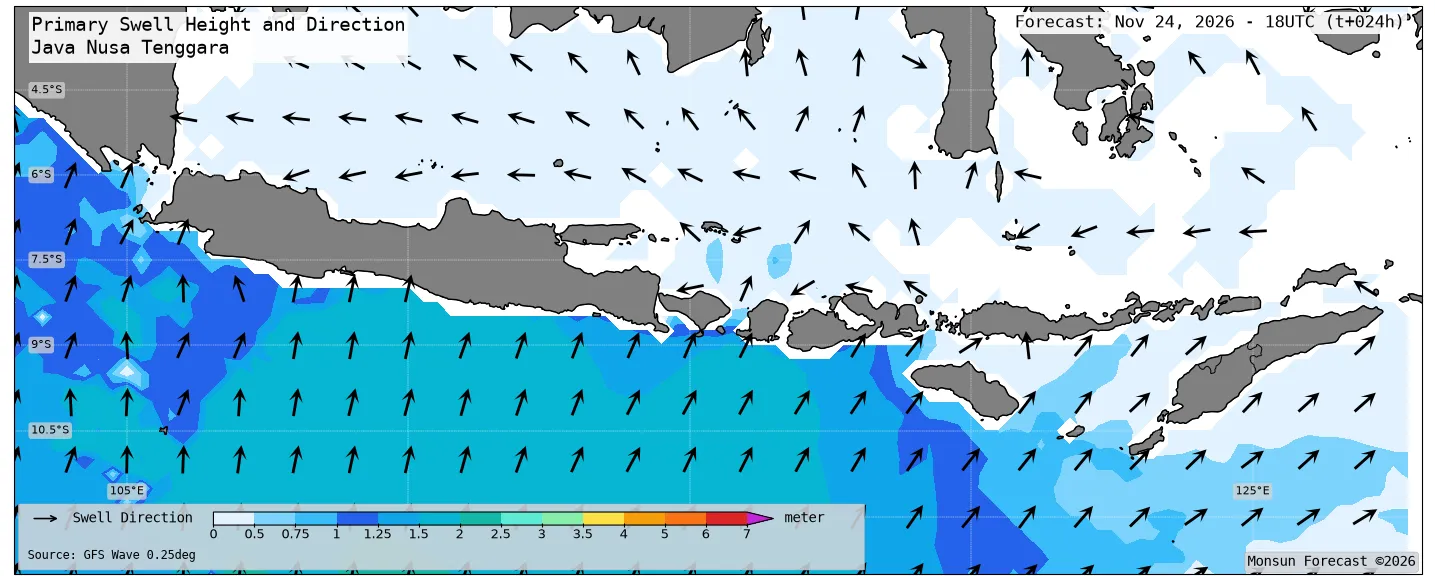 Primary Swell Height and Direction
Java Nusa Tenggara
Forecast: Nov 24, 2026 - 18UTC (t+024h)
4.5°S
6°S
7.5°S
9°S
10.5°S
105°E
125°E
Swell Direction
0 0.5 0.75 1 1.25 1.5 2 2.5 3 3.5 4 5 6 7
meter
Source: GFS Wave 0.25deg
Monsun Forecast ©2026